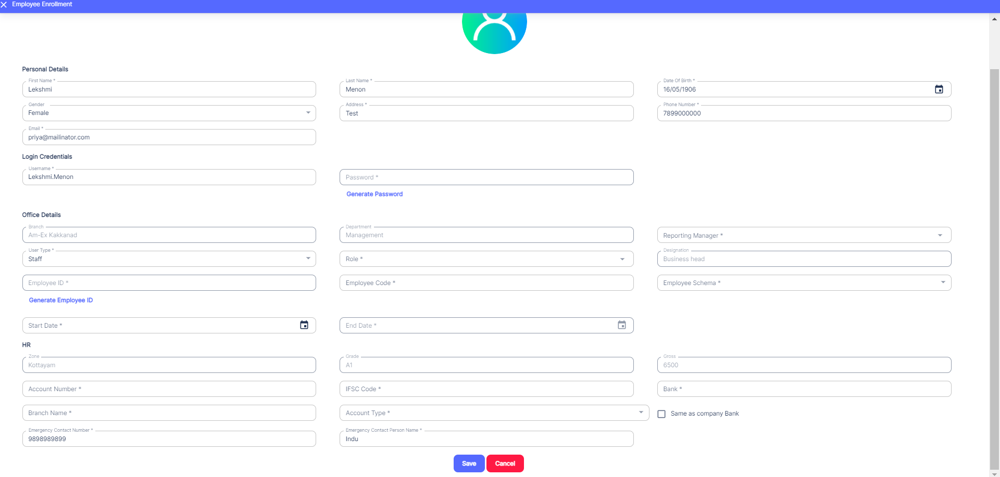 Employee Enrollment
Personal Details
First Name *
Lekshmi
Last Name *
Menon
Date Of Birth *
16/05/1906
Gender
Female
Address *
Test
Phone Number *
7899000000
Email *
priya@mailinator.com
Login Credentials
Username *
Lekshmi.Menon
Password *
Generate Password
Office Details
Branch
Am-Ex Kakkanad
Department
Management
Reporting Manager *
User Type *
Staff
Role *
Designation
Business head
Employee ID *
Employee Code *
Employee Schema *
Generate Employee ID
Start Date *
End Date *
HR
Zone
Kottayam
Grade
A1
Gross
6500
Account Number *
IFSC Code *
Bank *
Branch Name *
Account Type *
Same as company Bank
Emergency Contact Number *
9898989899
Emergency Contact Person Name *
Indu
Save
Cancel